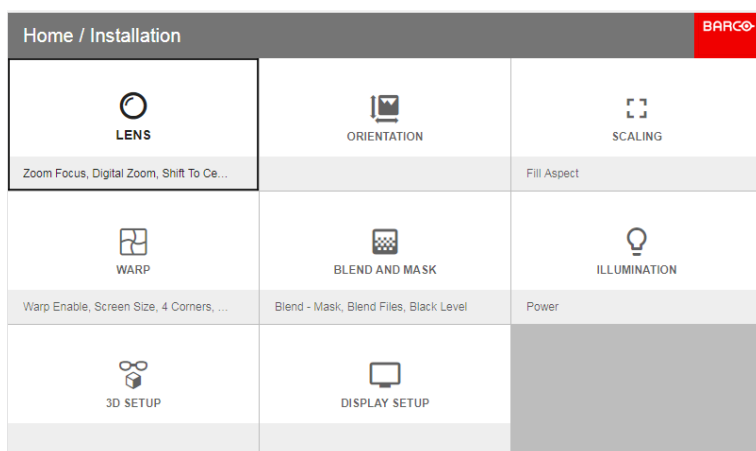 Home / Installation
BARCO
LENS
ORIENTATION
SCALING
Zoom Focus, Digital Zoom, Shift To Ce...
Fill Aspect
WARP
BLEND AND MASK
ILLUMINATION
Warp Enable, Screen Size, 4 Corners, ...
Blend - Mask, Blend Files, Black Level
Power
3D SETUP
DISPLAY SETUP